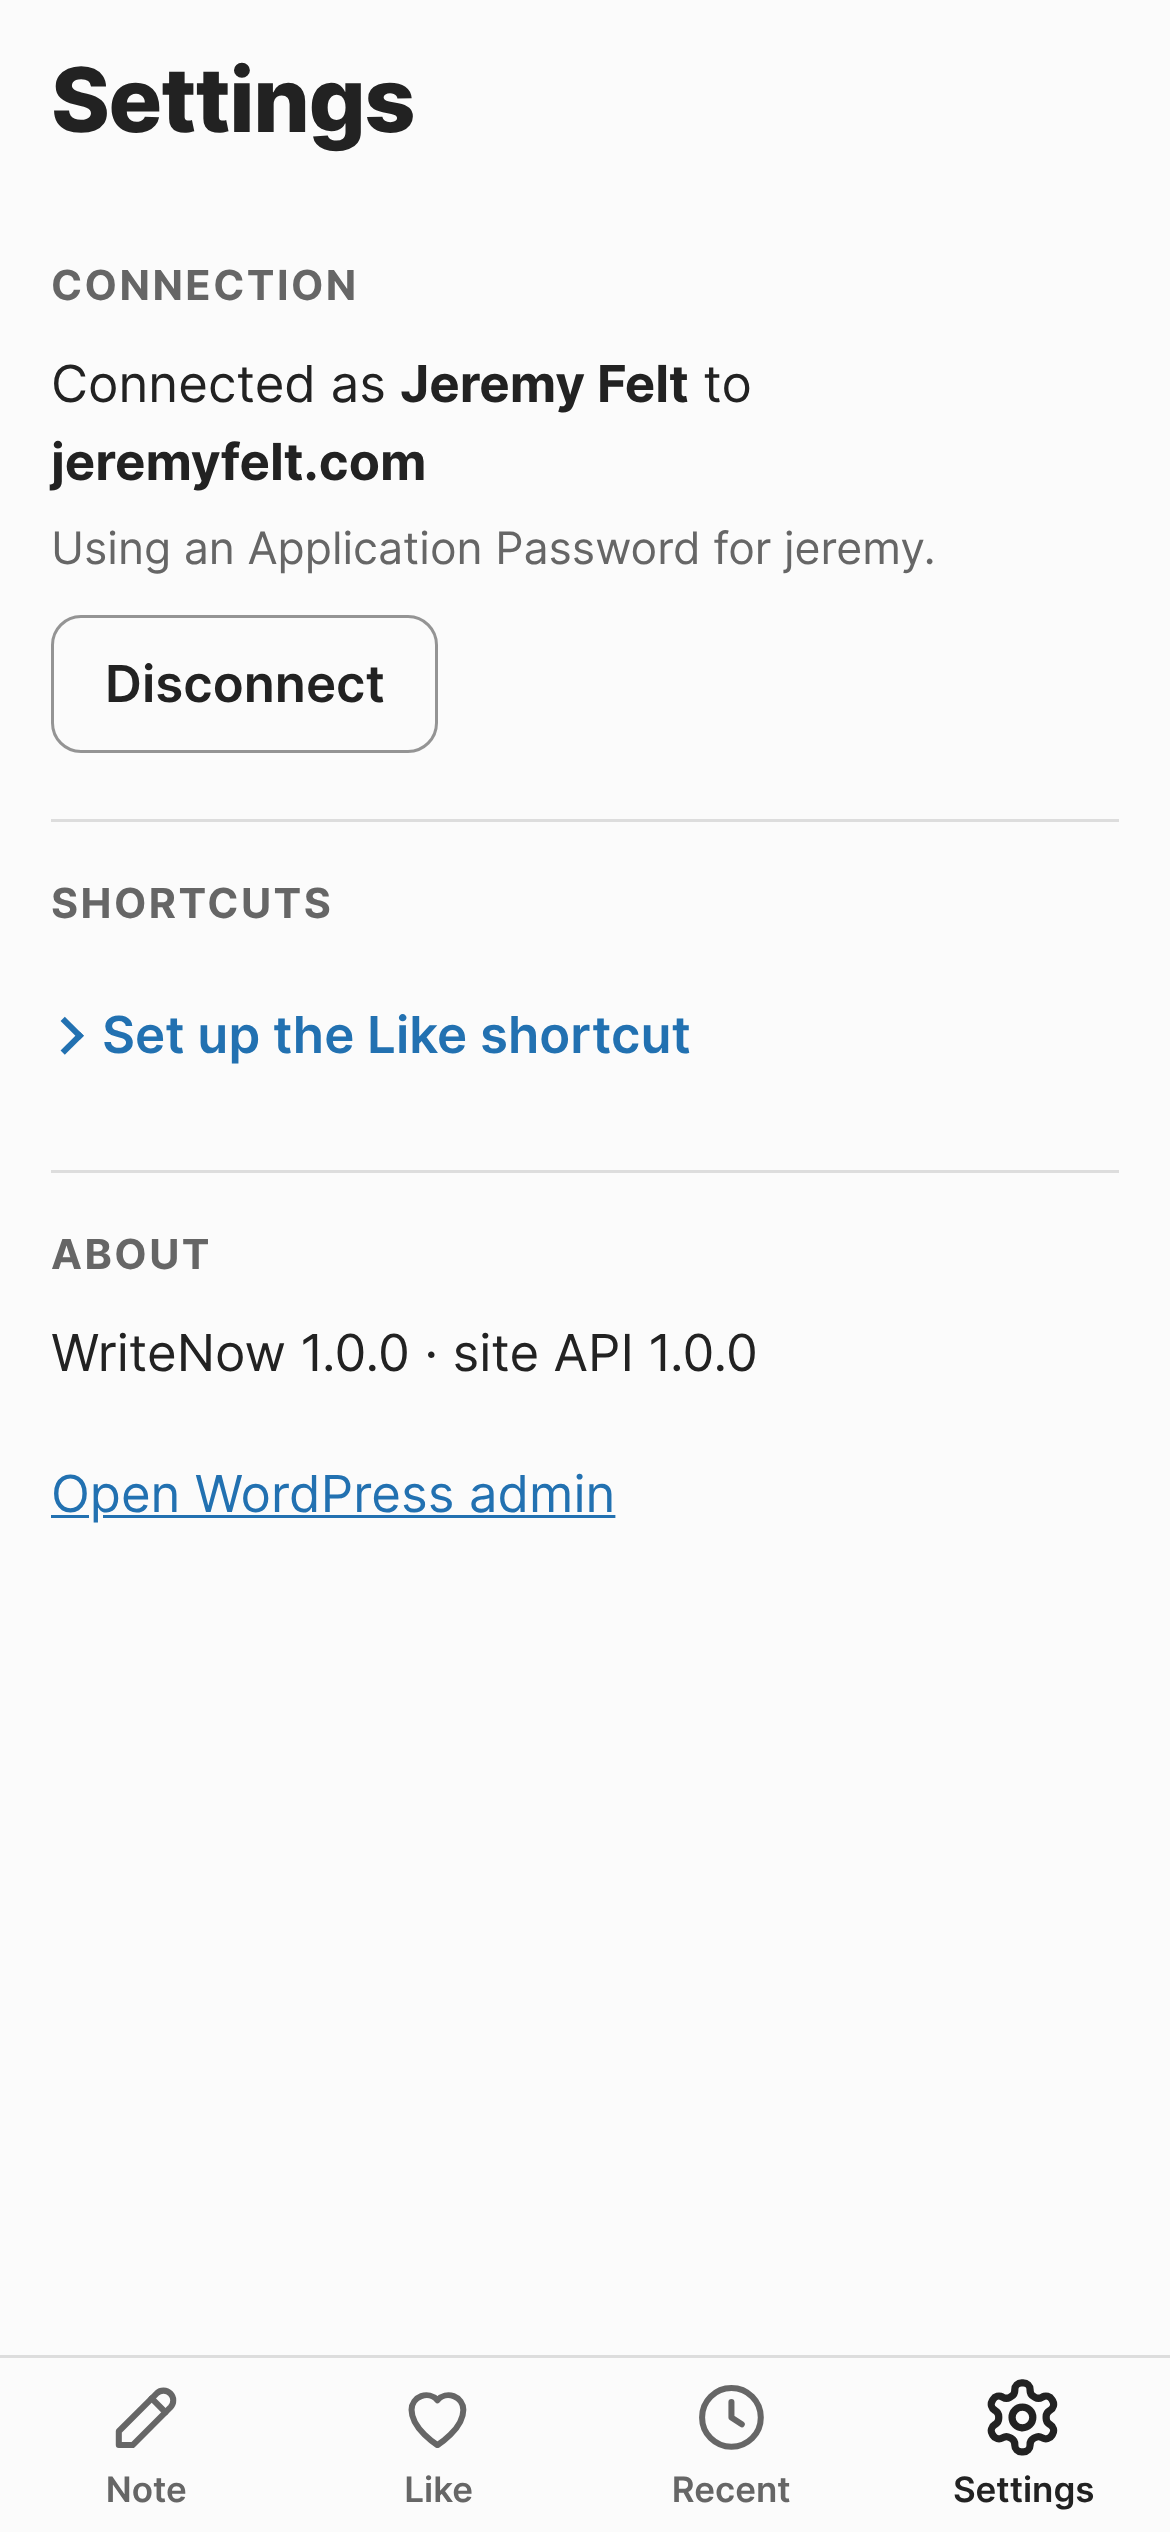 Settings
CONNECTION
Connected as Jeremy Felt to
jeremyfelt.com
Using an Application Password for jeremy.
Disconnect
SHORTCUTS
Set up the Like shortcut
ABOUT
WriteNow 1.0.0 · site API 1.0.0
Open WordPress admin
Note
Like
Recent
Settings